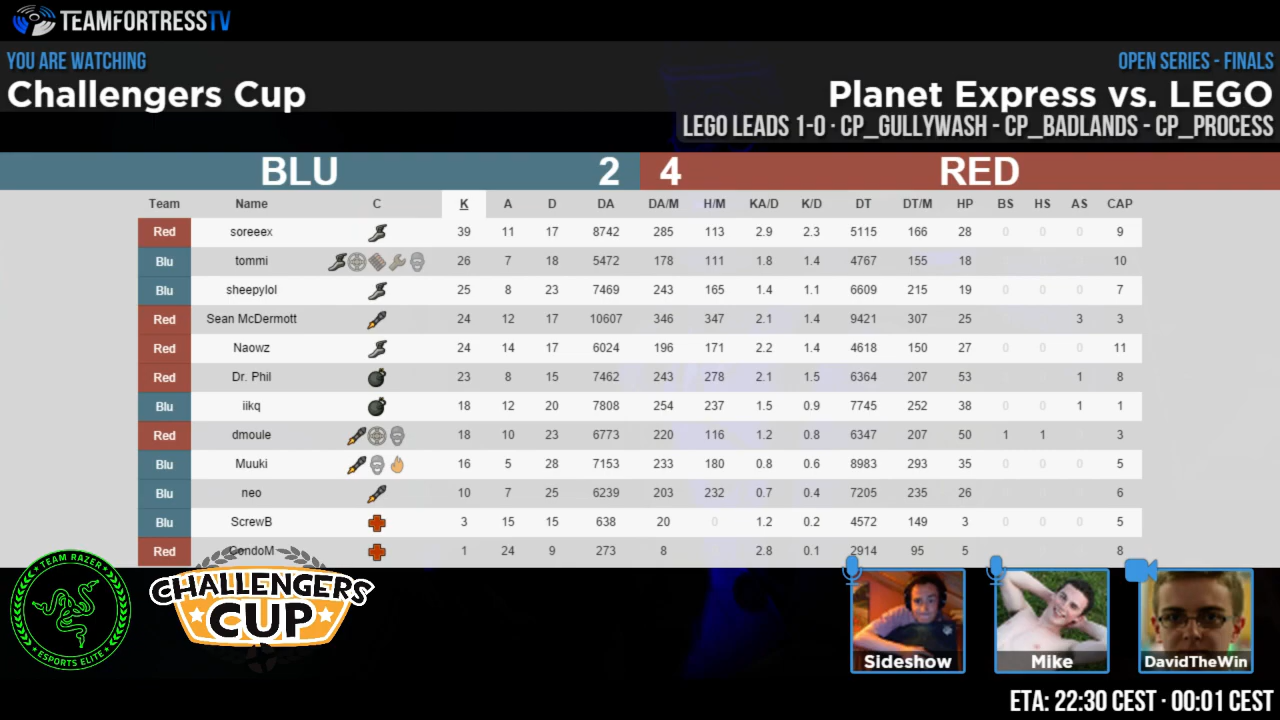 TEAMFORTRESSTV
YOU ARE WATCHING
Challengers Cup
OPEN SERIES - FINALS
Planet Express vs. LEGO
LEGO LEADS 1-0 · CP_GULLYWASH - CP_BADLANDS - CP_PROCESS
BLU 2 4 RED
Team Name C K A D DA DA/M H/M KA/D K/D DT DT/M HP BS HS AS CAP
Red soreeex 39 11 17 8742 285 113 2.9 2.3 5115 166 28 0 0 0 9
Blu tommi 26 7 18 5472 178 111 1.8 1.4 4767 155 18 10
Blu sheepylol 25 8 23 7469 243 165 1.4 1.1 6609 215 19 0 0 0 7
Red Sean McDermott 24 12 17 10607 346 347 2.1 1.4 9421 307 25 3 3
Red Naowz 24 14 17 6024 196 171 2.2 1.4 4618 150 27 0 0 0 11
Red Dr. Phil 23 8 15 7462 243 278 2.1 1.5 6364 207 53 1 8
Blu iikq 18 12 20 7808 254 237 1.5 0.9 7745 252 38 0 0 1 1
Red dmoule 18 10 23 6773 220 116 1.2 0.8 6347 207 50 1 1 3
Blu Muuki 16 5 28 7153 233 180 0.8 0.6 8983 293 35 0 0 0 5
Blu neo 10 7 25 6239 203 232 0.7 0.4 7205 235 26 6
Blu ScrewB 3 15 15 638 20 0 1.2 0.2 4572 149 3 0 0 0 5
Red CondoM 1 24 9 273 8 2.8 0.1 2914 95 5 8
TEAM RAZER
ESPORTS ELITE
CHALLENGERS
CUP
Sideshow
Mike
DavidTheWin
ETA: 22:30 CEST · 00:01 CEST